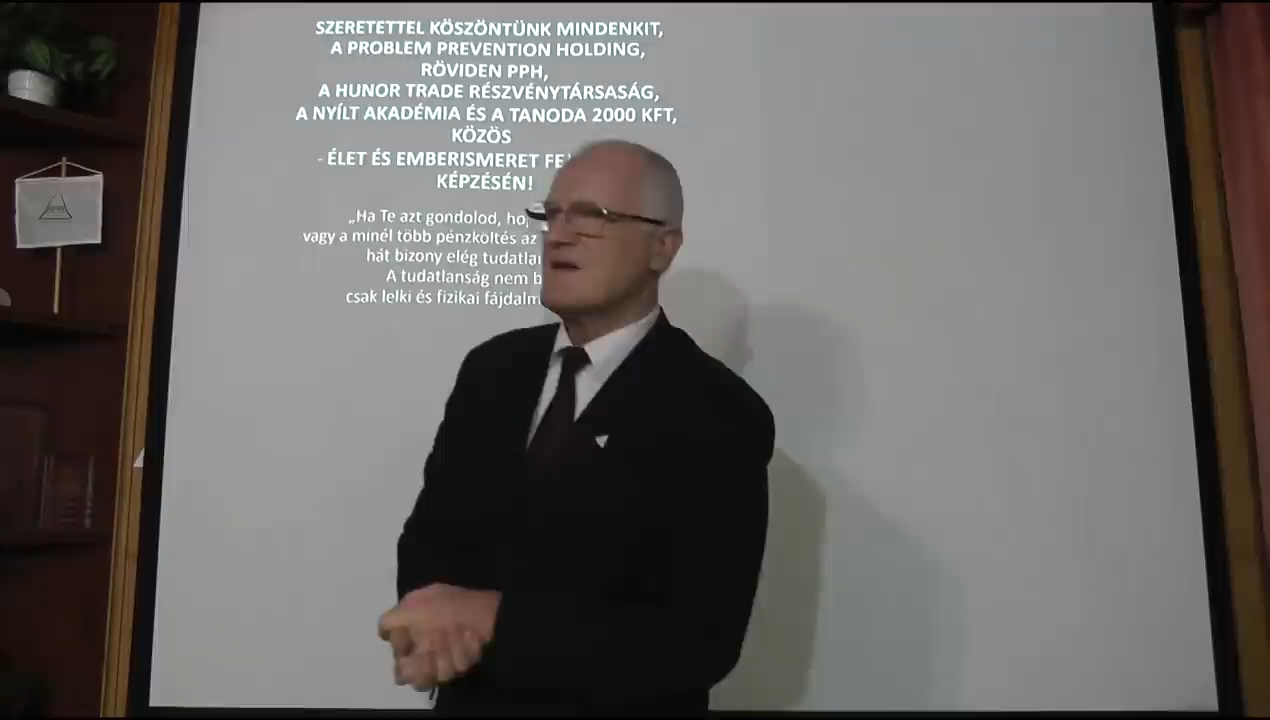 SZERETETTEL KÖSZÖNTÜNK MINDENKIT,
A PROBLEM PREVENTION HOLDING,
RÖVIDEN PPH,
A HUNOR TRADE RÉSZVÉNYTÁRSASÁG,
A NYÍLT AKADÉMIA ÉS A TANODA 2000 KFT,
KÖZÖS
- ÉLET ÉS EMBERISMERET
KÉPZÉSÉN!
„Ha Te azt gondolod,
vagy a minél több pénzköltés az
hát bizony elég
A tudatlanság nem
csak lelki és fizikai